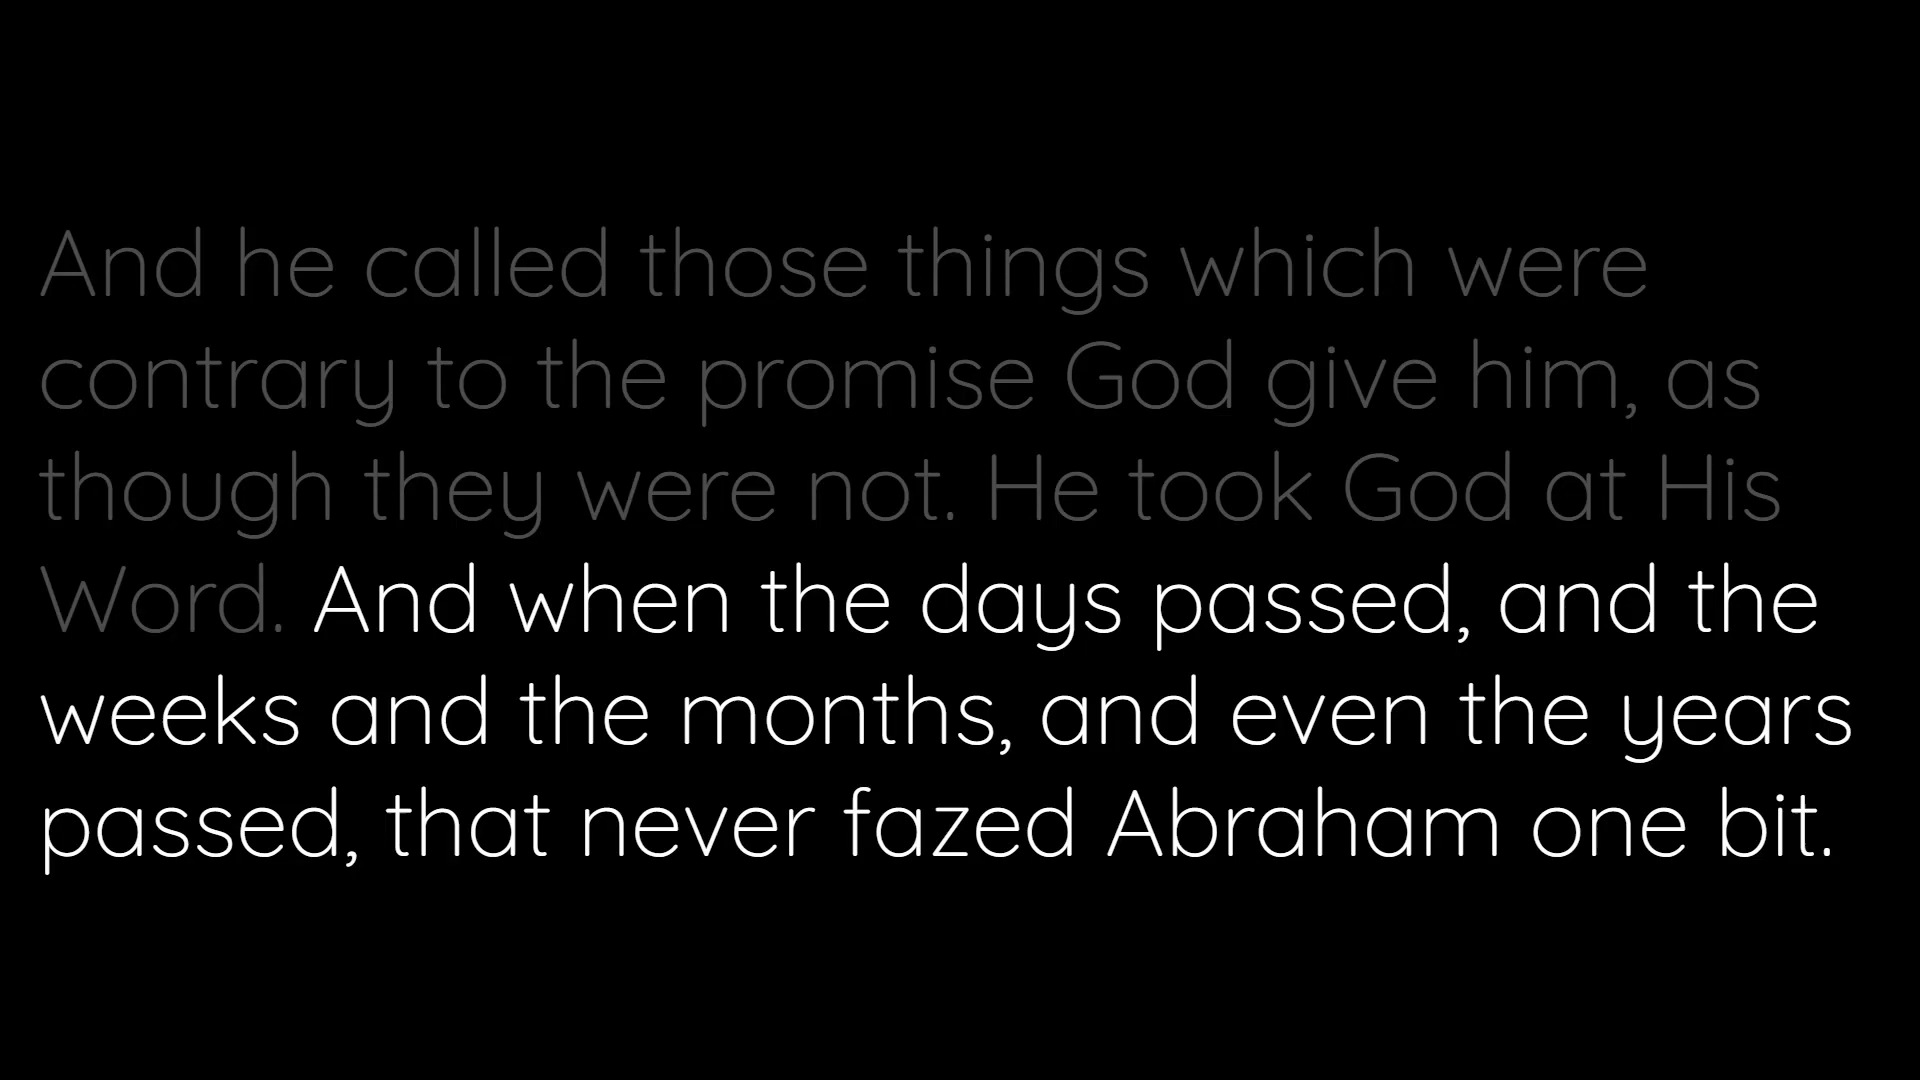 And he called those things which were
contrary to the promise God give him, as
though they were not. He took God at His
Word. And when the days passed, and the
weeks and the months, and even the years
passed, that never fazed Abraham one bit.